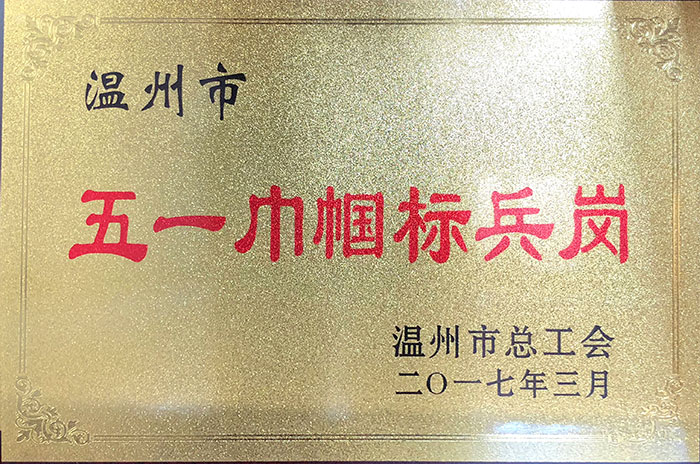 温州市
五一巾帼标兵岗
温州市总工会
二〇一七年三月